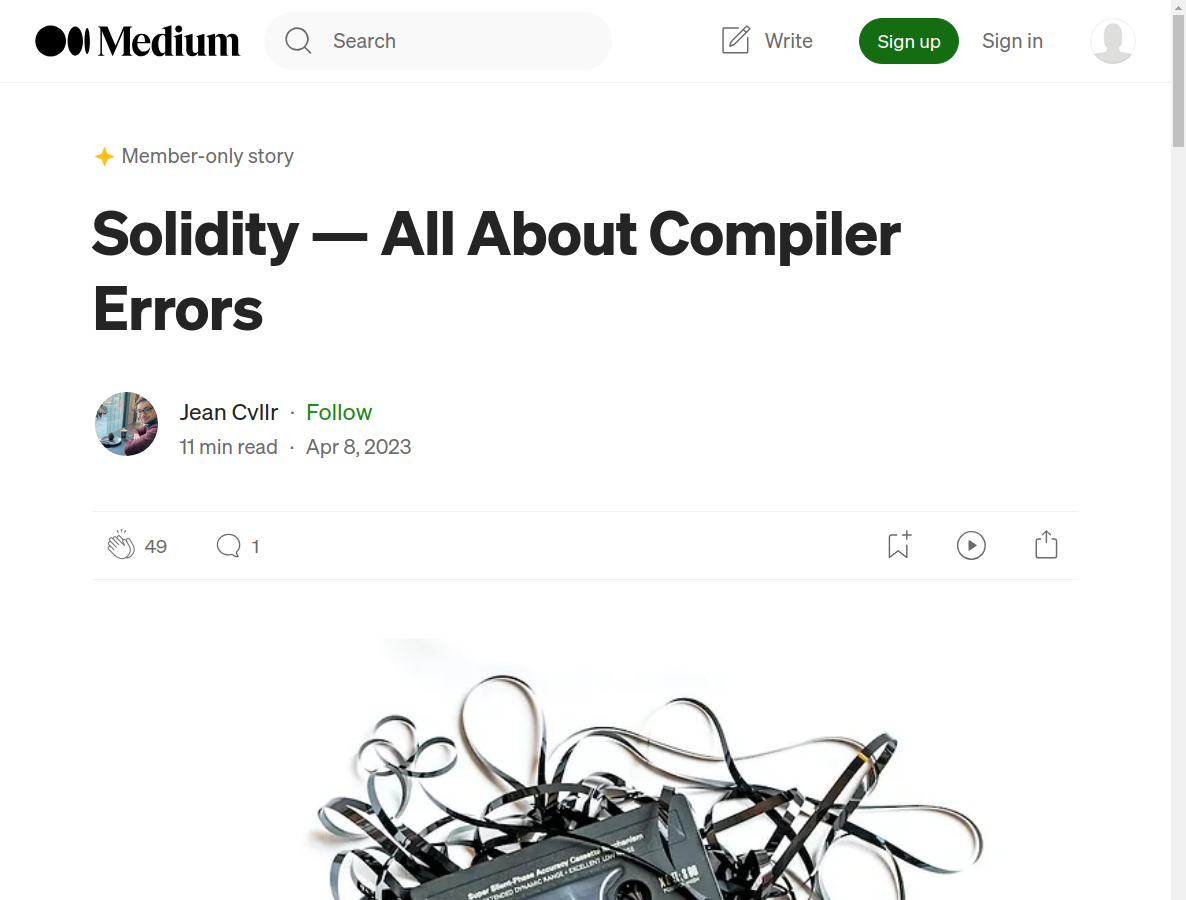 Medium
Search
Write
Sign up
Sign in
Member-only story
Solidity — All About Compiler
Errors
Jean Cvllr · Follow
11 min read · Apr 8, 2023
49
1
Super Silent-Phase Accuracy Cassette Mechanism
EXTENDED DYNAMIC RANGE • EXCELLENT LOW NOISE